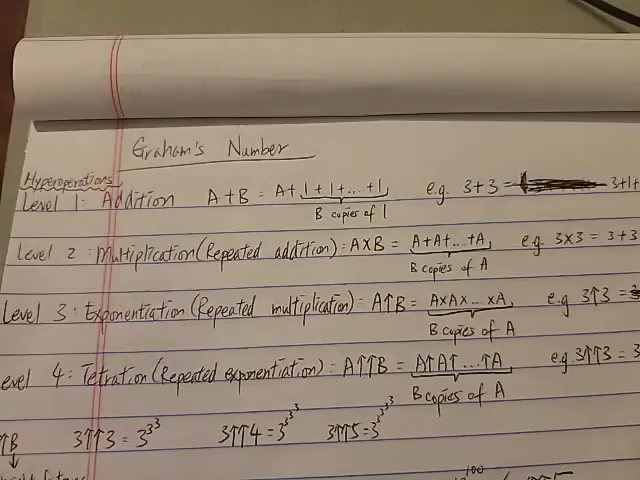 Graham's Number
Hyperoperations
Level 1: Addition A+B = A+1+1+...+1, e.g. 3+3 = 3+1+
B copies of 1
Level 2: Multiplication (Repeated addition): A×B = A+A+...+A, e.g. 3×3 = 3+3
B copies of A
Level 3: Exponentiation (Repeated multiplication): A↑B = A×A×...×A, e.g 3↑3 =
B copies of A
evel 4: Tetration (Repeated exponentiation): A↑↑B = A↑A↑...↑A, e.g 3↑↑3 = 3
B copies of A
↑B 3↑↑3 = 3^3^3 3↑↑4 = 3^3^3^3 3↑↑5 = 3^3^3^3^3
↓
100